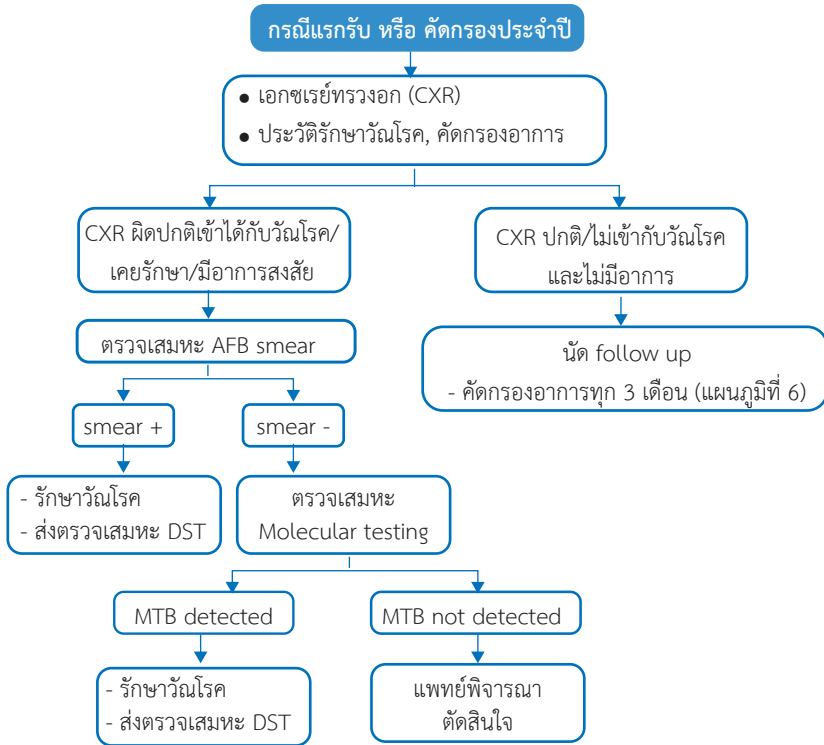 กรณีแรกรับ หรือ คัดกรองประจำปี
● เอกซเรย์ทรวงอก (CXR)
● ประวัติรักษาวัณโรค, คัดกรองอาการ
CXR ผิดปกติเข้าได้กับวัณโรค/
เคยรักษา/มีอาการสงสัย
CXR ปกติ/ไม่เข้ากับวัณโรค
และไม่มีอาการ
ตรวจเสมหะ AFB smear
นัด follow up
- คัดกรองอาการทุก 3 เดือน (แผนภูมิที่ 6)
smear +
smear -
- รักษาวัณโรค
- ส่งตรวจเสมหะ DST
ตรวจเสมหะ
Molecular testing
MTB detected
MTB not detected
- รักษาวัณโรค
- ส่งตรวจเสมหะ DST
แพทย์พิจารณา
ตัดสินใจ